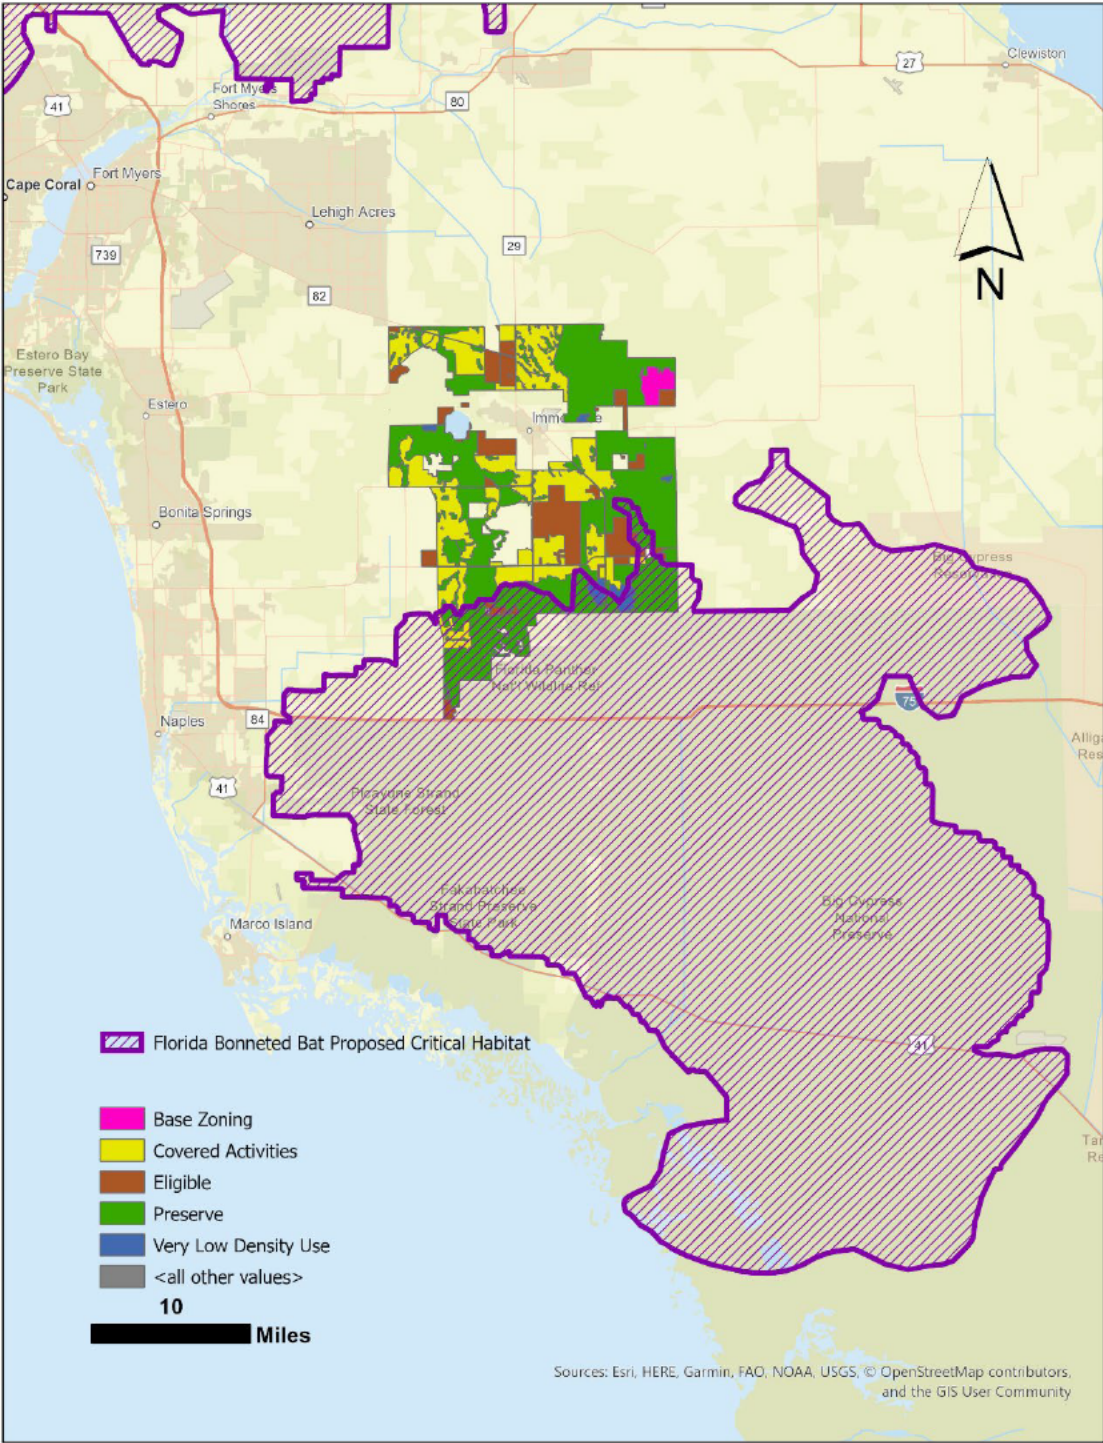 27
Clewiston
Fort Myers
Shores
80
41
Cape Coral
Fort Myers
Lehigh Acres
29
739
82
N
Estero Bay
Preserve State
Park
Estero
Bonita Springs
Big Cypress
Florida Panther
Nat'l Wildlife Ref
75
84
Naples
Alliga
Res
41
Picayune Strand
State Forest
Fakahatchee
Strand Preserve
State Park
Big Cypress
National
Preserve
Marco Island
41
Florida Bonneted Bat Proposed Critical Habitat
Tar
Re
Base Zoning
Covered Activities
Eligible
Preserve
Very Low Density Use
<all other values>
10
Miles
Sources: Esri, HERE, Garmin, FAO, NOAA, USGS, © OpenStreetMap contributors,
and the GIS User Community